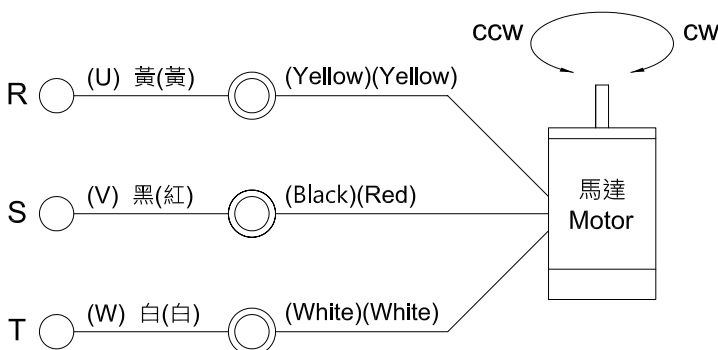 CCW CW
R (U) 黃(黃) (Yellow)(Yellow)
S (V) 黑(紅) (Black)(Red)
馬達
Motor
T (W) 白(白) (White)(White)